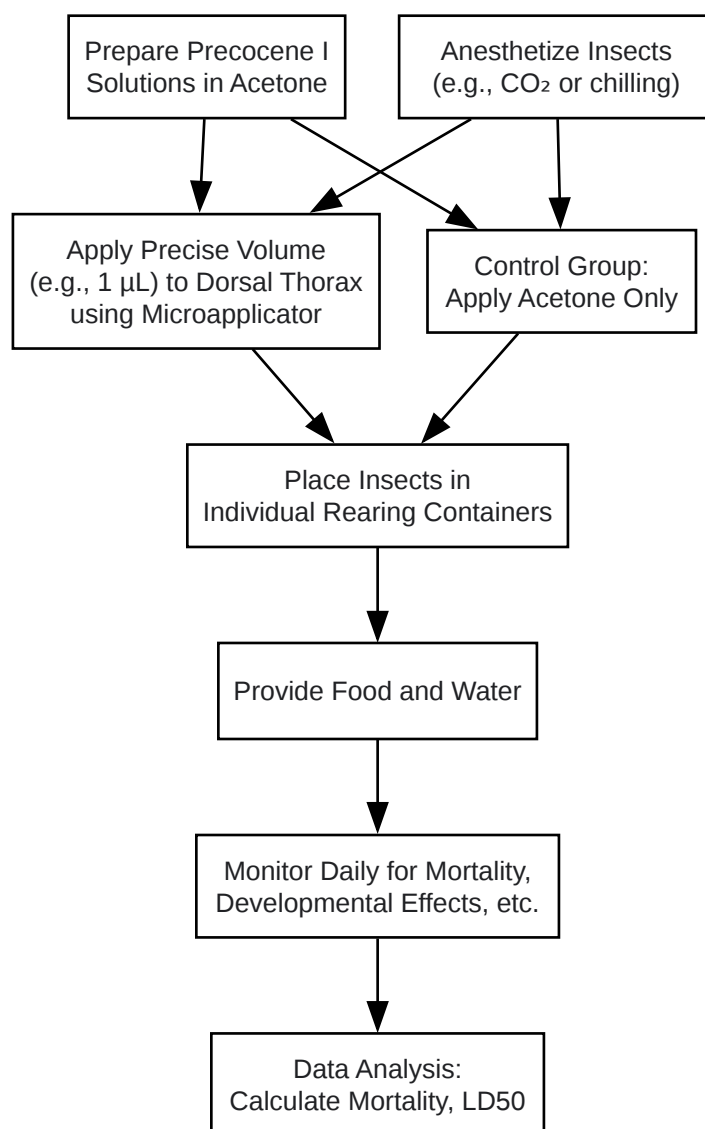 Prepare Precocene I
Solutions in Acetone
Anesthetize Insects
(e.g., CO₂ or chilling)
Apply Precise Volume
(e.g., 1 µL) to Dorsal Thorax
using Microapplicator
Control Group:
Apply Acetone Only
Place Insects in
Individual Rearing Containers
Provide Food and Water
Monitor Daily for Mortality,
Developmental Effects, etc.
Data Analysis:
Calculate Mortality, LD50